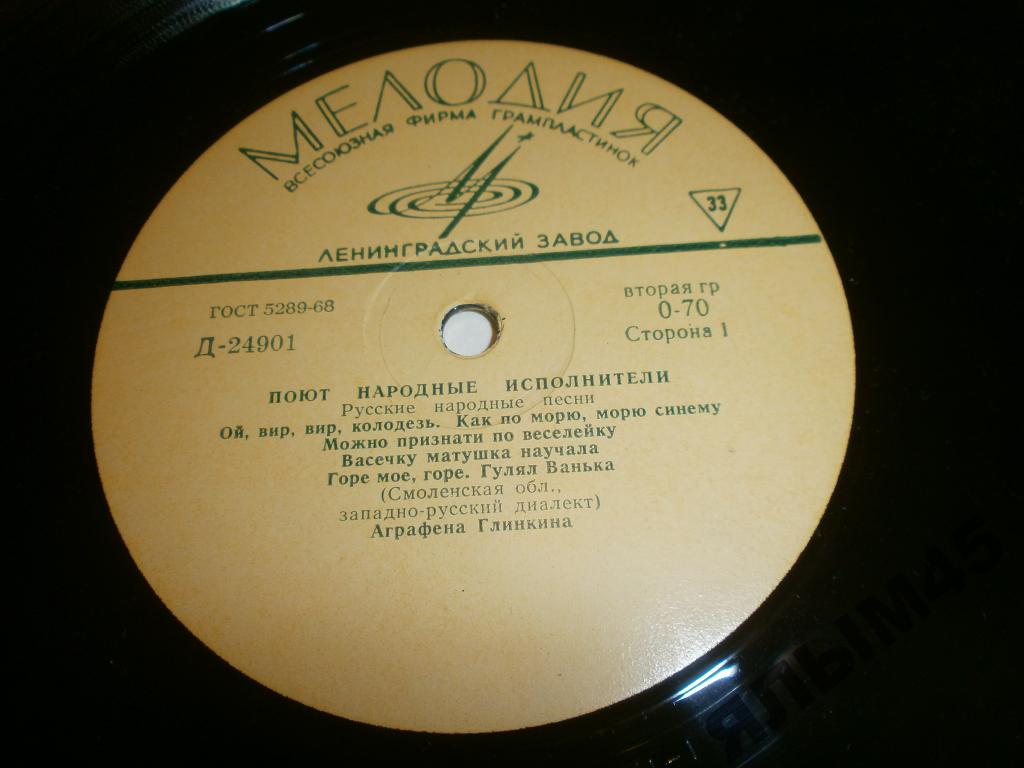 МЕЛОДИЯ
ВСЕСОЮЗНАЯ ФИРМА ГРАМПЛАСТИНОК
33
ЛЕНИНГРАДСКИЙ ЗАВОД
ГОСТ 5289-68
Д-24901
вторая гр
0-70
Сторона 1
ПОЮТ НАРОДНЫЕ ИСПОЛНИТЕЛИ
Русские народные песни
Ой, вир, вир, колодезь. Как по морю, морю синему
Можно признати по веселейку
Васечку матушка научала
Горе мое, горе. Гулял Ванька
(Смоленская обл.,
западно-русский диалект)
Аграфена Глинкина
ЯЛЫМ45